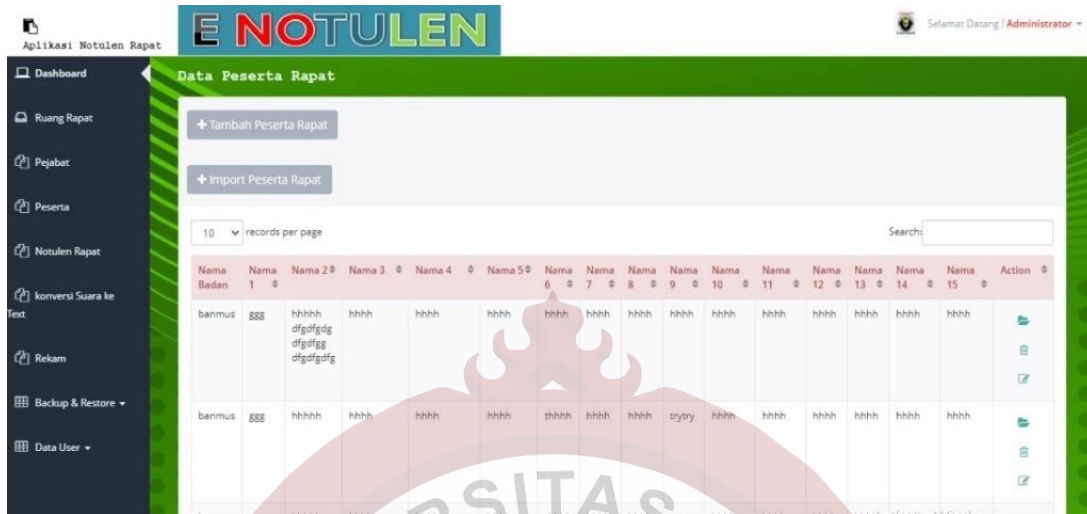 Aplikasi Notulen Rapat
E NOTULEN
Selamat Datang ! Administrator
Dashboard
Ruang Rapat
Pejabat
Peserta
Notulen Rapat
konversi Suara ke
Text
Rekam
Backup & Restore
Data User
Data Peserta Rapat
+ Tambah Peserta Rapat
+ Import Peserta Rapat
10 records per page
Search:
Nama Badan Nama 1 Nama 2 Nama 3 Nama 4 Nama 5 Nama 6 Nama 7 Nama 8 Nama 9 Nama 10 Nama 11 Nama 12 Nama 13 Nama 14 Nama 15 Action
banmus ggg hhhhh hhhh hhhh hhhh hhhh hhhh hhhh hhhh hhhh hhhh hhhh hhhh hhhh hhhh
dfgdfgdg
dfgdfgg
dfgdfgdfg
banmus ggg hhhhh hhhh hhhh hhhh thhhh hhhh hhhh trytry hhhh hhhh hhhh hhhh hhhh hhhh
RSITAS